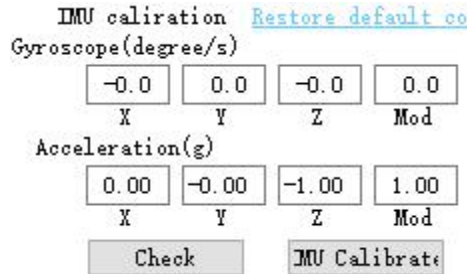 IMU caliration Restore default co
Gyroscope(degree/s)
-0.0 0.0 -0.0 0.0
X Y Z Mod
Acceleration(g)
0.00 -0.00 -1.00 1.00
X Y Z Mod
Check IMU Calibrate